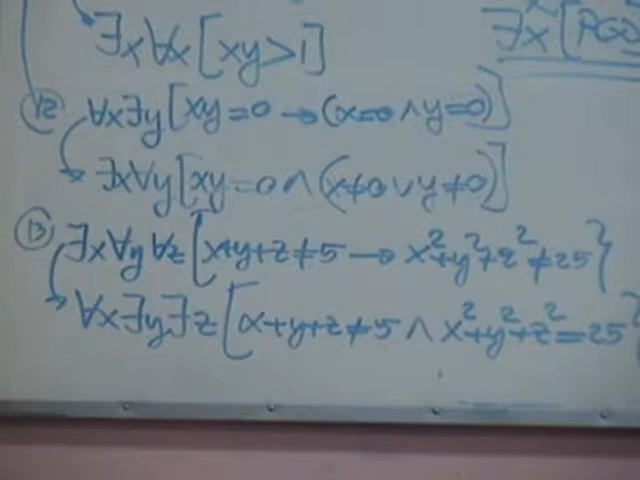 ∃x∀x[xy>1]
∃x[P(x)
12 ∀x∃y[xy=0→(x=0∧y=0)]
∃x∀y[xy=0∧(x≠0∨y≠0)]
13 ∃x∀y∀z[x+y+z≠5→x²+y²+z²≠25]
∀x∃y∃z[x+y+z≠5∧x²+y²+z²=25]